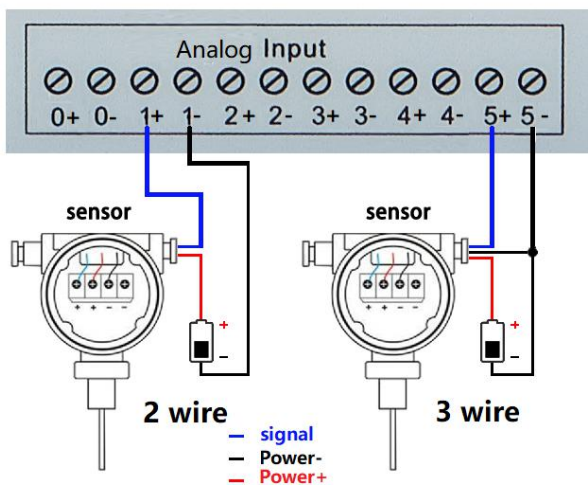 Analog Input
0+ 0- 1+ 1- 2+ 2- 3+ 3- 4+ 4- 5+ 5-
sensor sensor
+ + - - + + - -
+ +
- -
2 wire 3 wire
signal
Power-
Power+